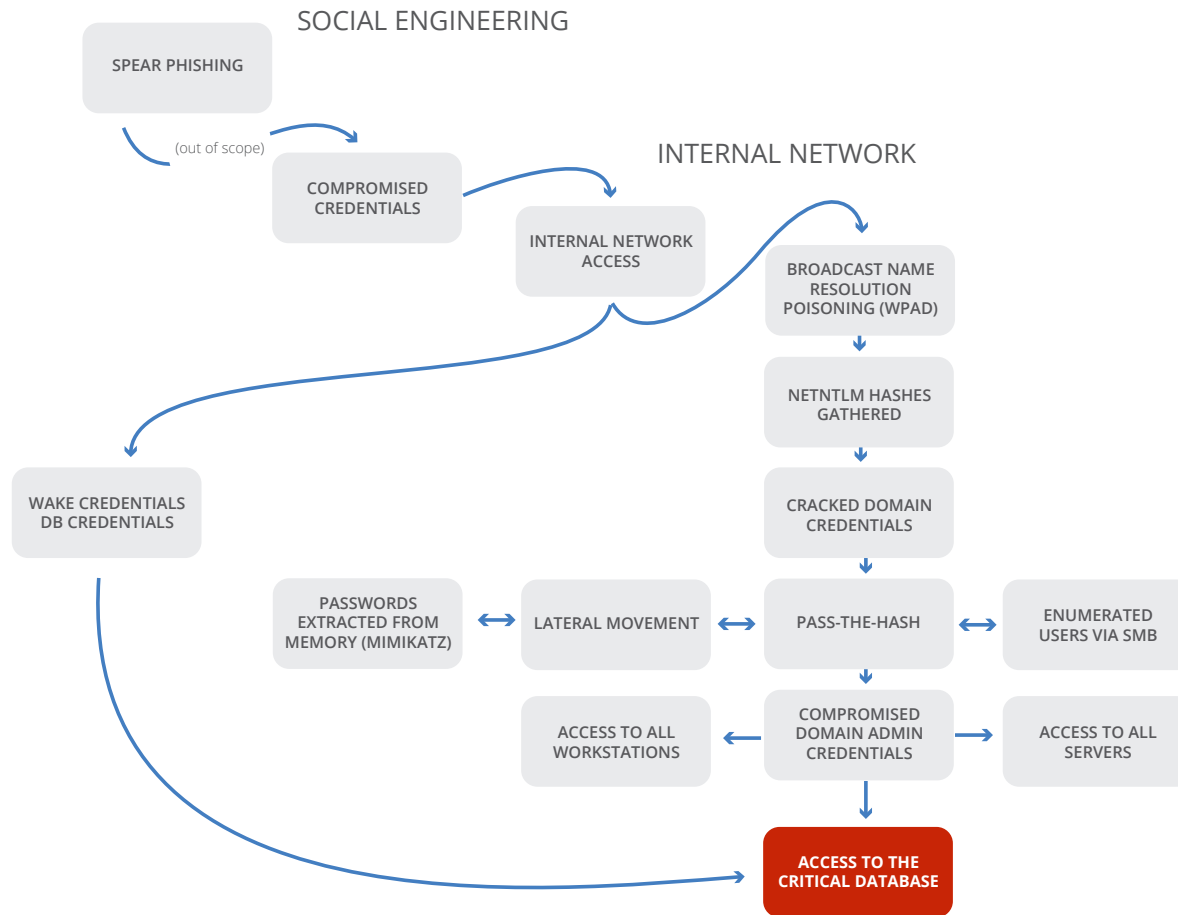 SOCIAL ENGINEERING
SPEAR PHISHING
(out of scope)
COMPROMISED
CREDENTIALS
INTERNAL NETWORK
INTERNAL NETWORK
ACCESS
BROADCAST NAME
RESOLUTION
POISONING (WPAD)
NETNTLM HASHES
GATHERED
WAKE CREDENTIALS
DB CREDENTIALS
CRACKED DOMAIN
CREDENTIALS
PASSWORDS
EXTRACTED FROM
MEMORY (MIMIKATZ)
LATERAL MOVEMENT
PASS-THE-HASH
ENUMERATED
USERS VIA SMB
ACCESS TO ALL
WORKSTATIONS
COMPROMISED
DOMAIN ADMIN
CREDENTIALS
ACCESS TO ALL
SERVERS
ACCESS TO THE
CRITICAL DATABASE